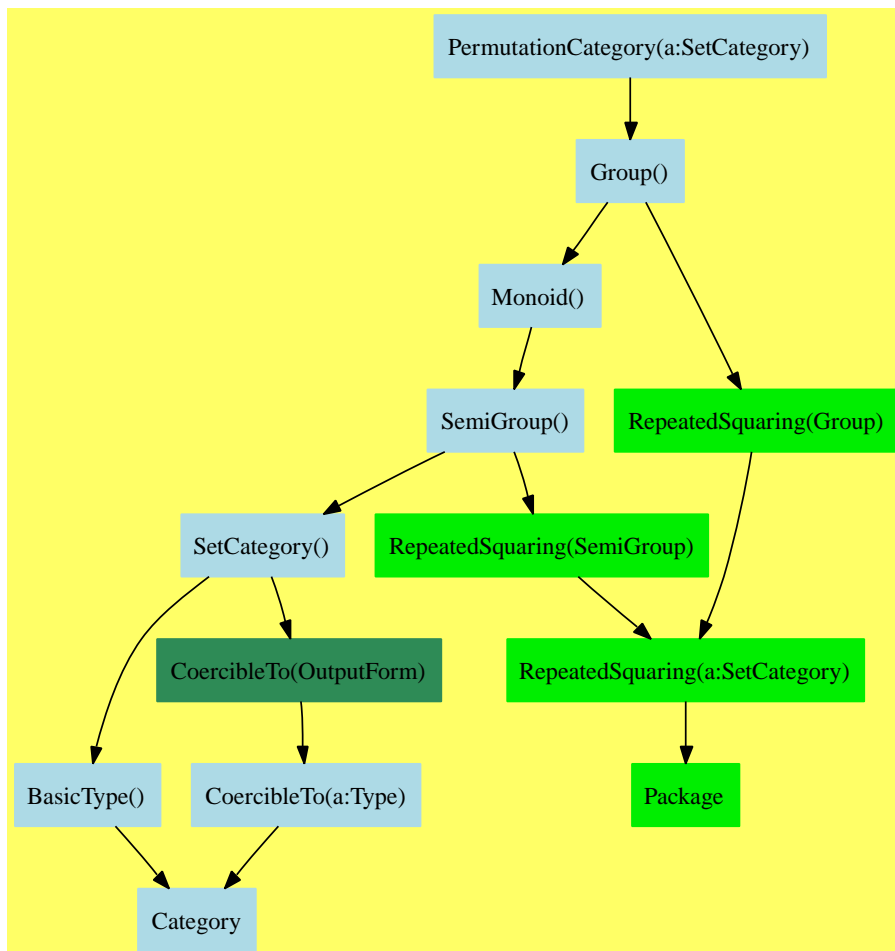 PermutationCategory(a:SetCategory)
Group()
Monoid()
SemiGroup()
RepeatedSquaring(Group)
SetCategory()
RepeatedSquaring(SemiGroup)
CoercibleTo(OutputForm)
RepeatedSquaring(a:SetCategory)
BasicType()
CoercibleTo(a:Type)
Package
Category